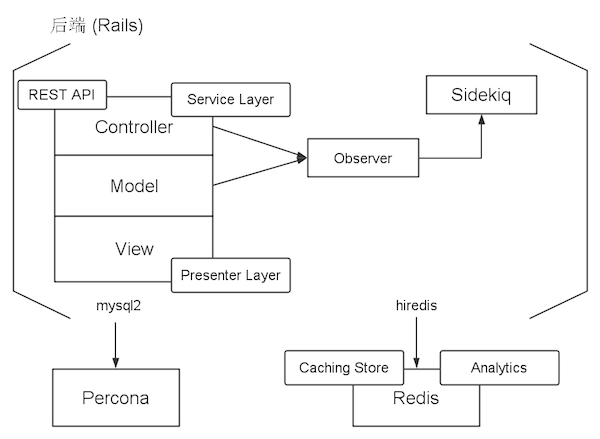 后端 (Rails)
REST API
Service Layer
Controller
Model
View
Presenter Layer
Observer
Sidekiq
mysql2
hiredis
Percona
Caching Store
Analytics
Redis